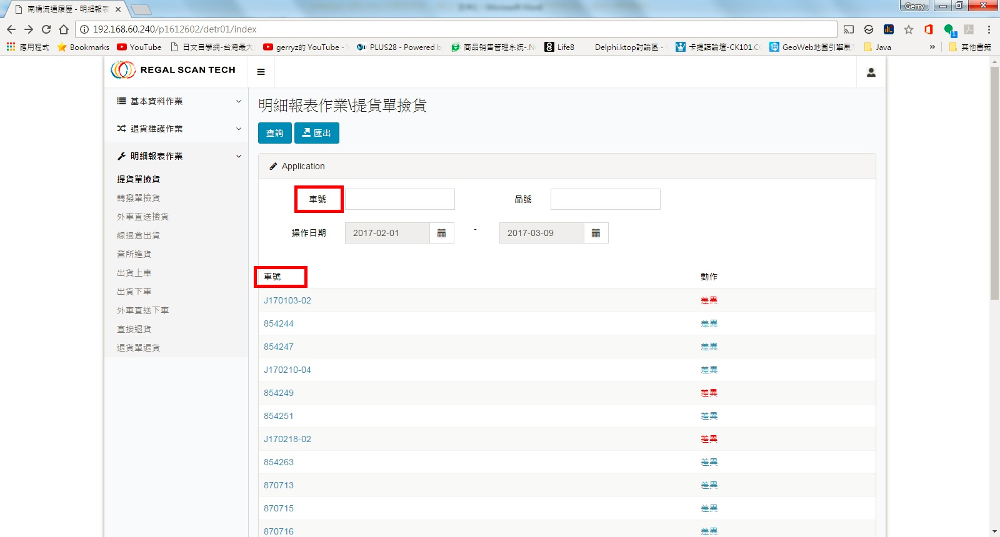 南橋流通履歷 - 明細報表
Gerry
192.168.60.240/p1612602/detr01/index
應用程式 Bookmarks YouTube 日文自學網-台灣最大 gerryz的 YouTube - PLUS28 - Powered b 商品銷售管理系統-.N Life8 Delphi.ktop討論區 - 卡提諾論壇-CK101.C GeoWeb地圖引擎展 Java » 其他書籤
REGAL SCAN TECH
基本資料作業
退貨維護作業
明細報表作業
提貨單撿貨
轉撥單撿貨
外車直送撿貨
線邊倉出貨
營所進貨
出貨上車
出貨下車
外車直送下車
直接退貨
退貨單退貨
明細報表作業\提貨單撿貨
查詢 匯出
Application
車號 品號
操作日期 2017-02-01 - 2017-03-09
車號 動作
J170103-02 差異
854244 差異
854247 差異
J170210-04 差異
854249 差異
854251 差異
J170218-02 差異
854263 差異
870713 差異
870715 差異
870716 差異